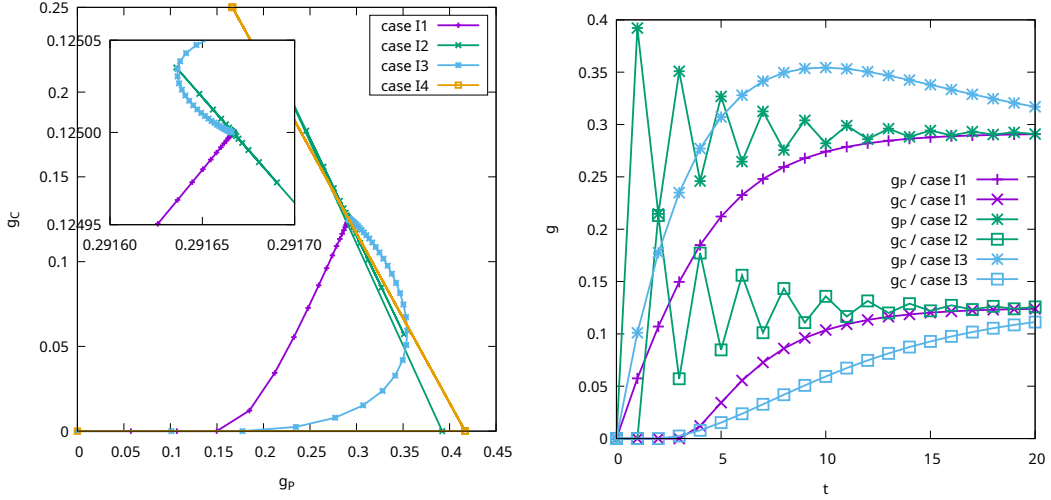 0.25
0.2
0.15
0.1
0.05
0
g_C
0 0.05 0.1 0.15 0.2 0.25 0.3 0.35 0.4 0.45
g_P
case I1
case I2
case I3
case I4
0.12505
0.12500
0.12495
0.29160 0.29165 0.29170
0.4
0.35
0.3
0.25
0.2
0.15
0.1
0.05
0
g
0 5 10 15 20
t
g_P / case I1
g_C / case I1
g_P / case I2
g_C / case I2
g_P / case I3
g_C / case I3